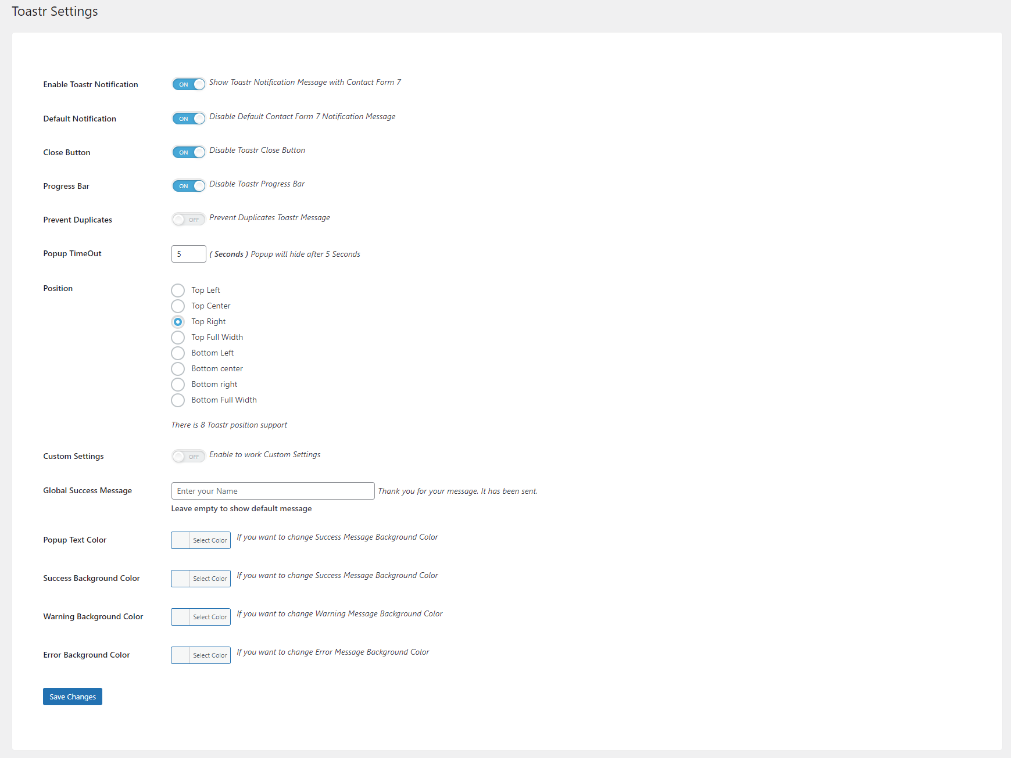 Toastr Settings
Enable Toastr Notification ON Show Toastr Notification Message with Contact Form 7
Default Notification ON Disable Default Contact Form 7 Notification Message
Close Button ON Disable Toastr Close Button
Progress Bar ON Disable Toastr Progress Bar
Prevent Duplicates OFF Prevent Duplicates Toastr Message
Popup TimeOut 5 ( Seconds ) Popup will hide after 5 Seconds
Position
Top Left
Top Center
Top Right
Top Full Width
Bottom Left
Bottom center
Bottom right
Bottom Full Width
There is 8 Toastr position support
Custom Settings OFF Enable to work Custom Settings
Global Success Message Enter your Name Thank you for your message. It has been sent.
Leave empty to show default message
Popup Text Color Select Color If you want to change Success Message Background Color
Success Background Color Select Color If you want to change Success Message Background Color
Warning Background Color Select Color If you want to change Warning Message Background Color
Error Background Color Select Color If you want to change Error Message Background Color
Save Changes